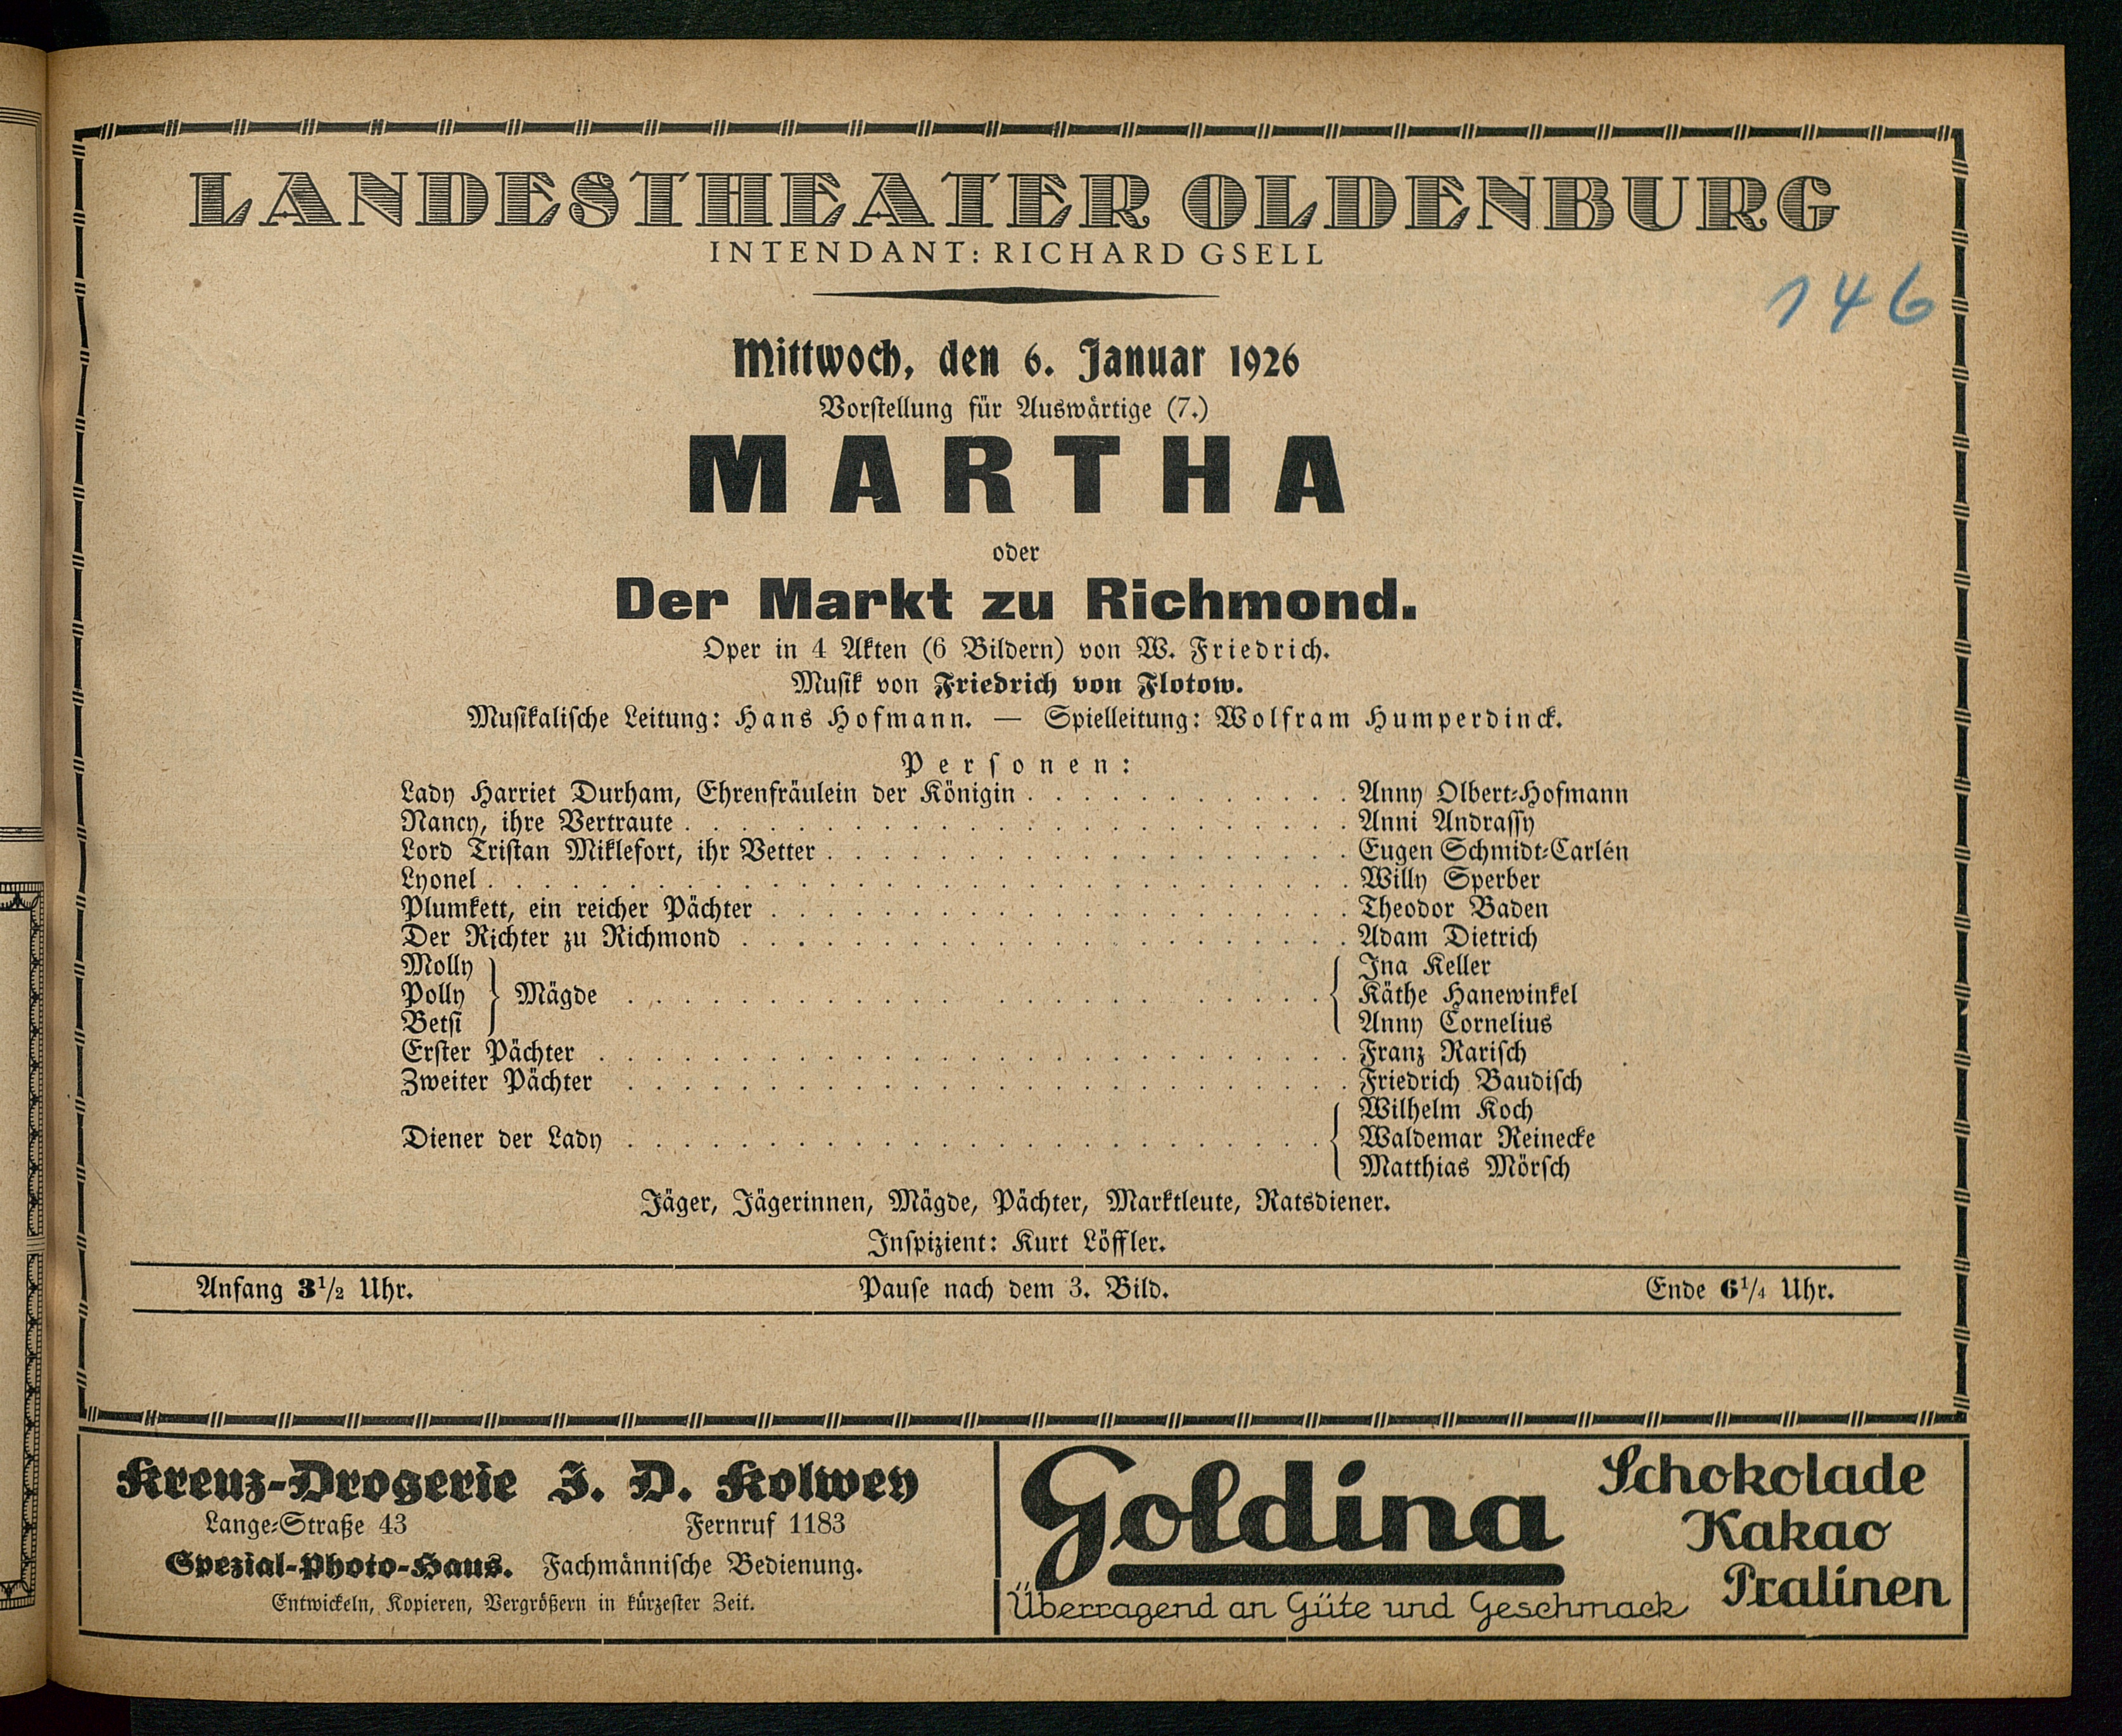 LANDESTHEATER OLDENBURG
INTENDANT: RICHARD GSELL
146
Mittwoch, den 6. Januar 1926
Vorstellung für Auswärtige (7.)
MARTHA
oder
Der Markt zu Richmond.
Oper in 4 Akten (6 Bildern) von W. Friedrich.
Musik von Friedrich von Flotow.
Musikalische Leitung: Hans Hofmann. — Spielleitung: Wolfram Humperdinck.
Personen:
Lady Harriet Durham, Ehrenfräulein der Königin . . . . . . . . . . . . Anny Olbert-Hofmann
Nancy, ihre Vertraute . . . . . . . . . . . . . . . . . . . . . . . . Anni Andrassy
Lord Tristan Miklefort, ihr Vetter . . . . . . . . . . . . . . . . . . . Eugen Schmidt-Carlén
Lyonel . . . . . . . . . . . . . . . . . . . . . . . . . . . . . . . Willy Sperber
Plumkett, ein reicher Pächter . . . . . . . . . . . . . . . . . . . . . Theodor Baden
Der Richter zu Richmond . . . . . . . . . . . . . . . . . . . . . . Adam Dietrich
Molly Ina Keller
Polly } Mägde . . . . . . . . . . . . . . . . . . . . . . . . . { Käthe Hanewinkel
Betsi Anny Cornelius
Erster Pächter . . . . . . . . . . . . . . . . . . . . . . . . . . . Franz Rarisch
Zweiter Pächter . . . . . . . . . . . . . . . . . . . . . . . . . . Friedrich Baudisch
Wilhelm Koch
Diener der Lady . . . . . . . . . . . . . . . . . . . . . . . . . { Waldemar Reinecke
Matthias Mörsch
Jäger, Jägerinnen, Mägde, Pächter, Marktleute, Ratsdiener.
Inspizient: Kurt Löffler.
Anfang 3 1/2 Uhr. Pause nach dem 3. Bild. Ende 6 1/4 Uhr.
Kreuz-Drogerie J. D. Kolwey
Lange-Straße 43 Fernruf 1183
Spezial-Photo-Haus. Fachmännische Bedienung.
Entwickeln, Kopieren, Vergrößern in kürzester Zeit.
Goldina
Schokolade
Kakao
Pralinen
Überragend an Güte und Geschmack